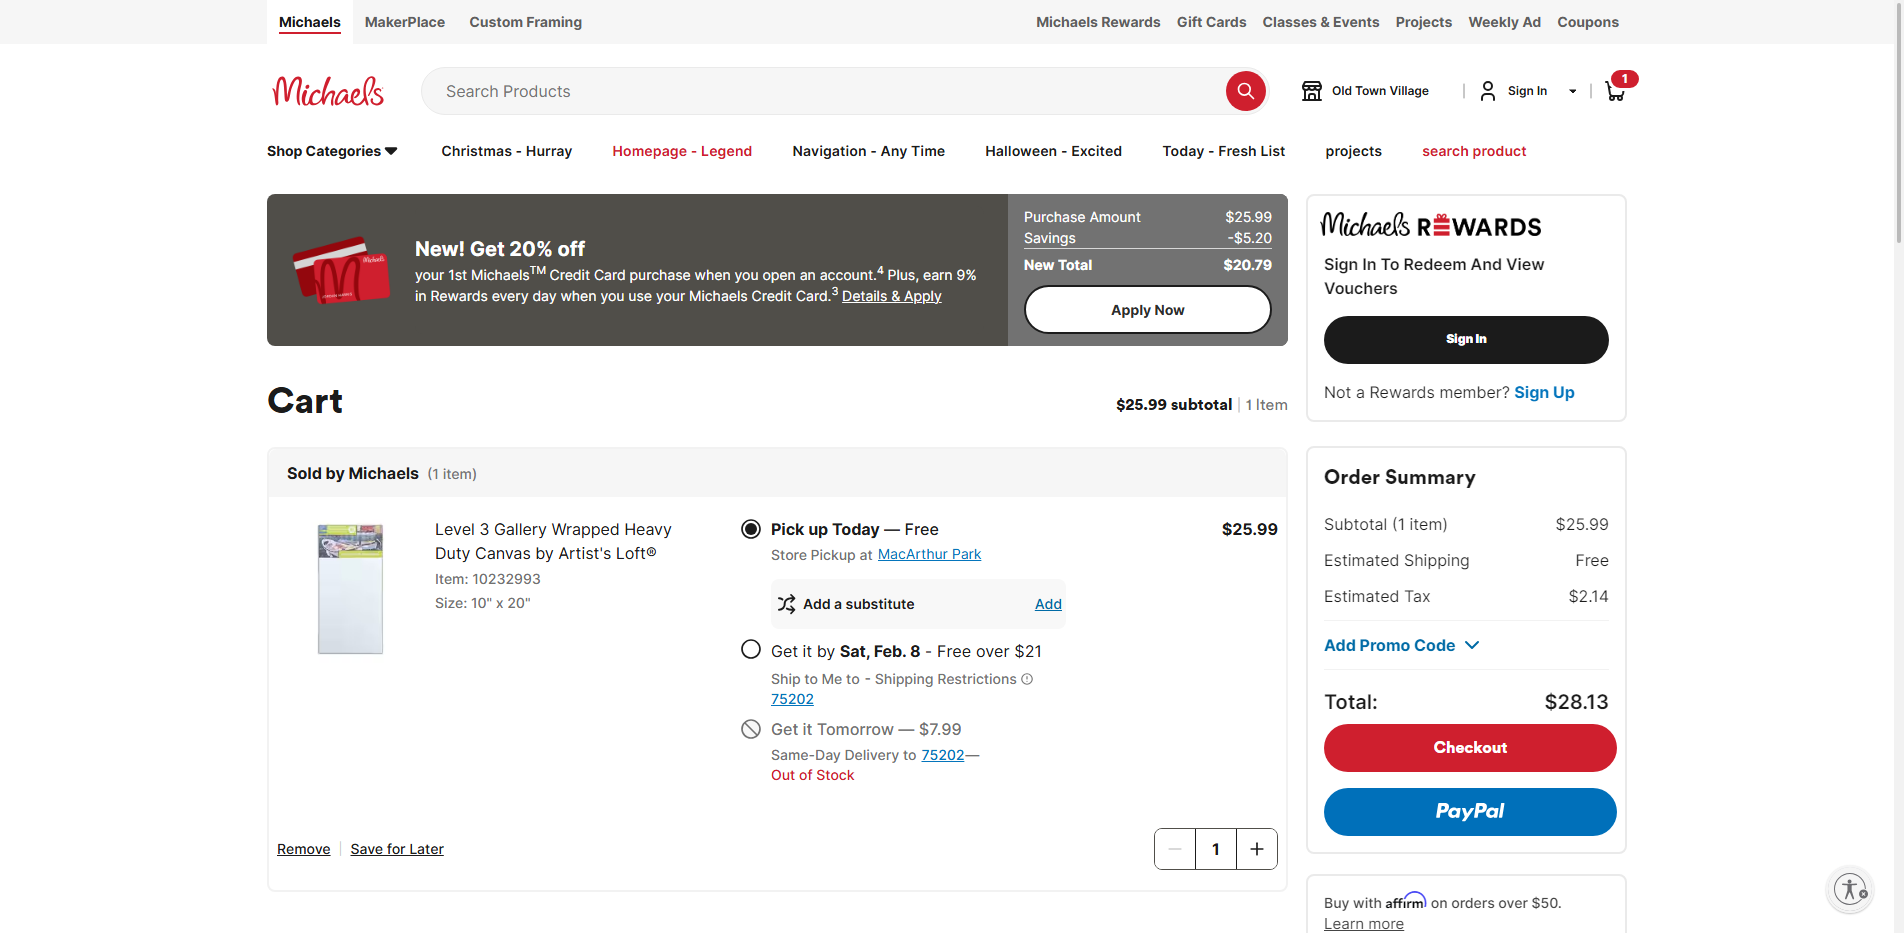 Michaels
MakerPlace
Custom Framing
Michaels Rewards
Gift Cards
Classes & Events
Projects
Weekly Ad
Coupons
Michaels
Search Products
Old Town Village
Sign In
1
Shop Categories
Christmas - Hurray
Homepage - Legend
Navigation - Any Time
Halloween - Excited
Today - Fresh List
projects
search product
Michaels
New! Get 20% off
your 1st Michaels™ Credit Card purchase when you open an account.⁴ Plus, earn 9%
in Rewards every day when you use your Michaels Credit Card.³ Details & Apply
Purchase Amount $25.99
Savings -$5.20
New Total $20.79
Apply Now
Michaels REWARDS
Sign In To Redeem And View
Vouchers
Sign In
Not a Rewards member? Sign Up
Cart
$25.99 subtotal | 1 Item
Sold by Michaels (1 item)
Level 3 Gallery Wrapped Heavy
Duty Canvas by Artist's Loft®
Item: 10232993
Size: 10" x 20"
Pick up Today — Free
Store Pickup at MacArthur Park
Add a substitute Add
Get it by Sat, Feb. 8 - Free over $21
Ship to Me to - Shipping Restrictions
75202
Get it Tomorrow — $7.99
Same-Day Delivery to 75202—
Out of Stock
$25.99
Remove | Save for Later
1
Order Summary
Subtotal (1 item) $25.99
Estimated Shipping Free
Estimated Tax $2.14
Add Promo Code
Total: $28.13
Checkout
PayPal
Buy with affirm on orders over $50.
Learn more